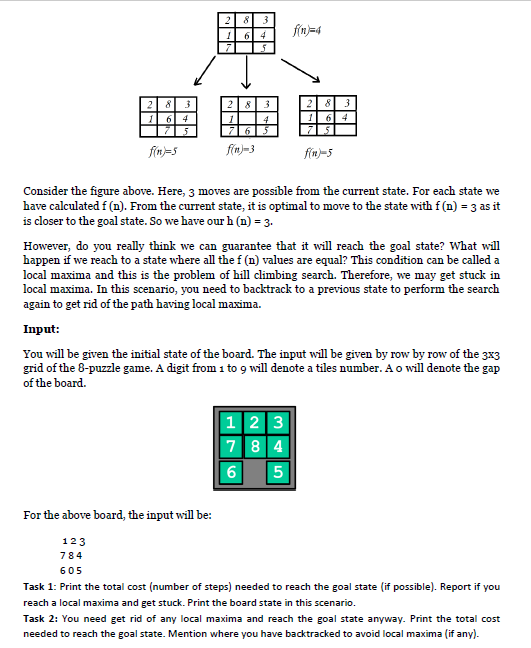 2 8 3
1 6 4
7 5
f(n)=4
2 8 3
1 6 4
7 5
f(n)=5
2 8 3
1 4
7 6 5
f(n)=3
2 8 3
1 6 4
7 5
f(n)=5
Consider the figure above. Here, 3 moves are possible from the current state. For each state we
have calculated f (n). From the current state, it is optimal to move to the state with f (n) = 3 as it
is closer to the goal state. So we have our h (n) = 3.
However, do you really think we can guarantee that it will reach the goal state? What will
happen if we reach to a state where all the f (n) values are equal? This condition can be called a
local maxima and this is the problem of hill climbing search. Therefore, we may get stuck in
local maxima. In this scenario, you need to backtrack to a previous state to perform the search
again to get rid of the path having local maxima.
Input:
You will be given the initial state of the board. The input will be given by row by row of the 3x3
grid of the 8-puzzle game. A digit from 1 to 9 will denote a tiles number. A 0 will denote the gap
of the board.
1 2 3
7 8 4
6 5
For the above board, the input will be:
1 2 3
7 8 4
6 0 5
Task 1: Print the total cost (number of steps) needed to reach the goal state (if possible). Report if you
reach a local maxima and get stuck. Print the board state in this scenario.
Task 2: You need get rid of any local maxima and reach the goal state anyway. Print the total cost
needed to reach the goal state. Mention where you have backtracked to avoid local maxima (if any).